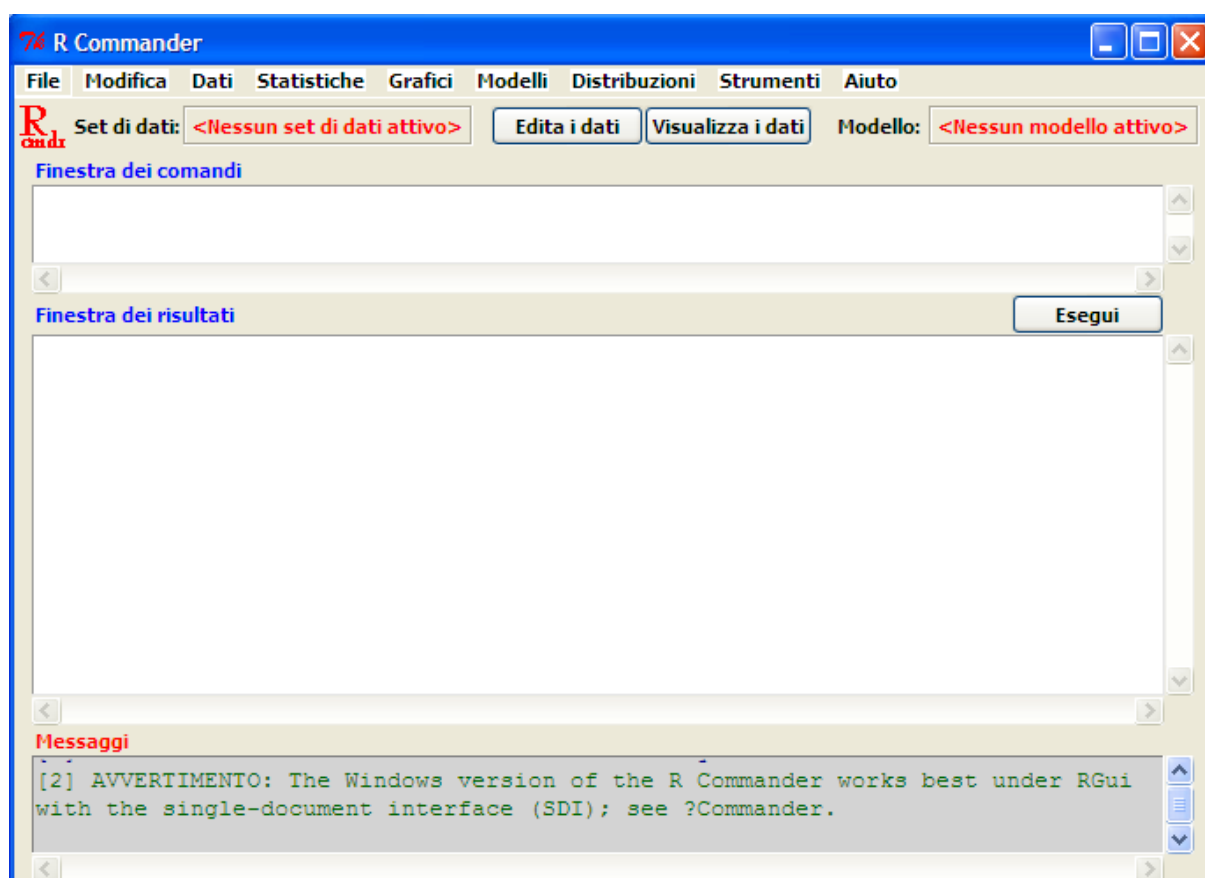 R Commander
File Modifica Dati Statistiche Grafici Modelli Distribuzioni Strumenti Aiuto
R cmdr Set di dati: <Nessun set di dati attivo> Edita i dati Visualizza i dati Modello: <Nessun modello attivo>
Finestra dei comandi
Finestra dei risultati Esegui
Messaggi
[2] AVVERTIMENTO: The Windows version of the R Commander works best under RGui
with the single-document interface (SDI); see ?Commander.